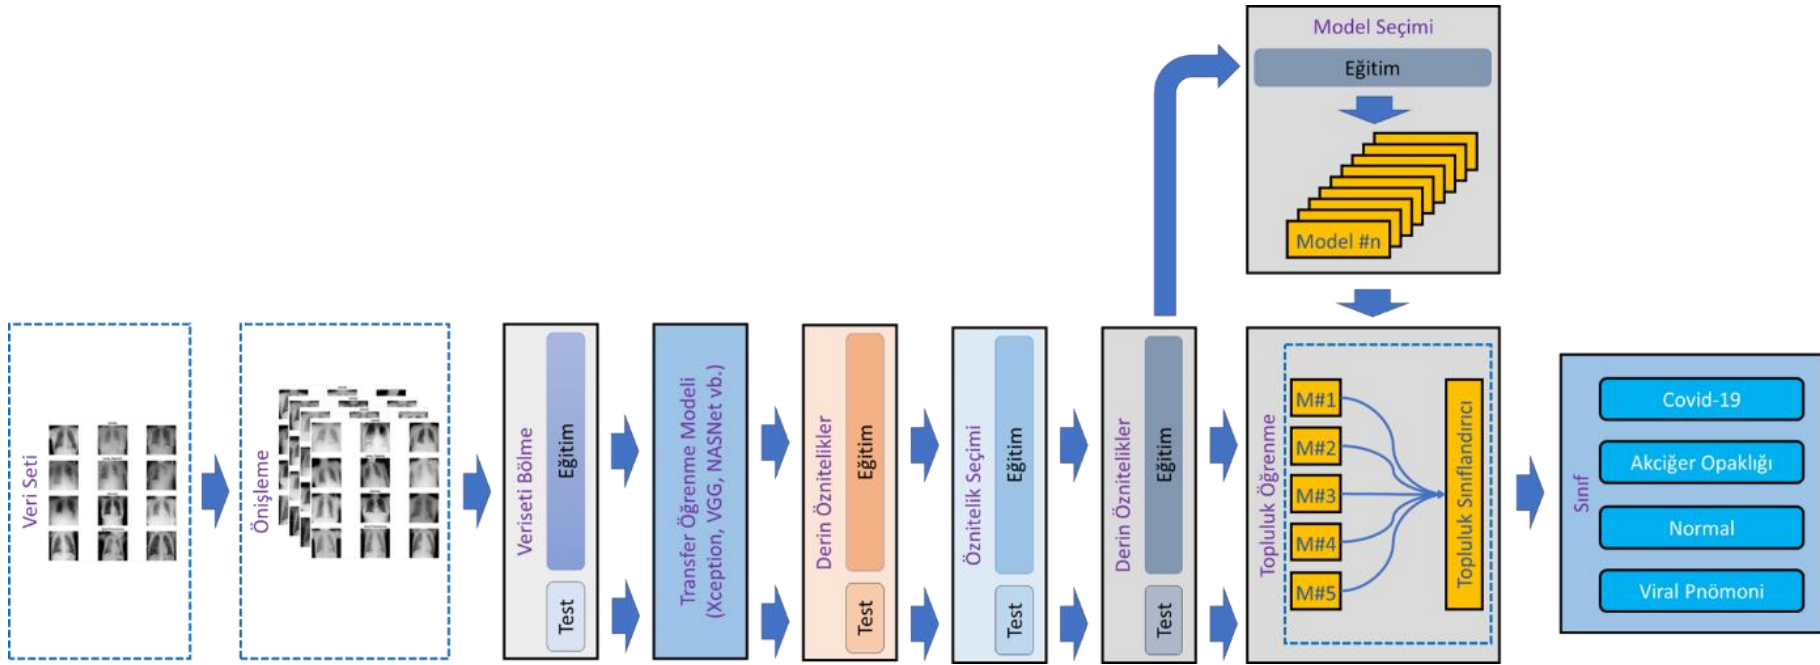 Veri Seti
Önişleme
Veriseti Bölme
Eğitim
Test
Transfer Öğrenme Modeli
(Xception, VGG, NASNet vb.)
Derin Öznitelikler
Eğitim
Test
Öznitelik Seçimi
Eğitim
Test
Derin Öznitelikler
Eğitim
Test
Model Seçimi
Eğitim
Model #n
Topluluk Öğrenme
M#1
M#2
M#3
M#4
M#5
Topluluk Sınıflandırıcı
Sınıf
Covid-19
Akciğer Opaklığı
Normal
Viral Pnömoni